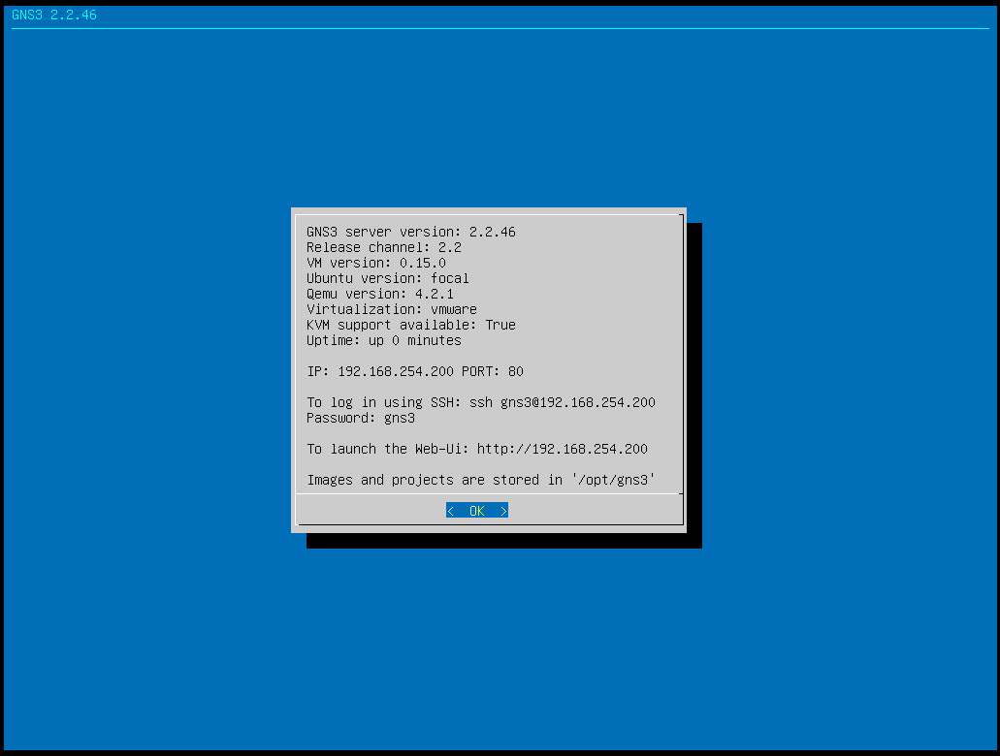 GNS3 2.2.46
GNS3 server version: 2.2.46
Release channel: 2.2
VM version: 0.15.0
Ubuntu version: focal
Qemu version: 4.2.1
Virtualization: vmware
KVM support available: True
Uptime: up 0 minutes
IP: 192.168.254.200 PORT: 80
To log in using SSH: ssh gns3@192.168.254.200
Password: gns3
To launch the Web-Ui: http://192.168.254.200
Images and projects are stored in '/opt/gns3'
<  OK  >